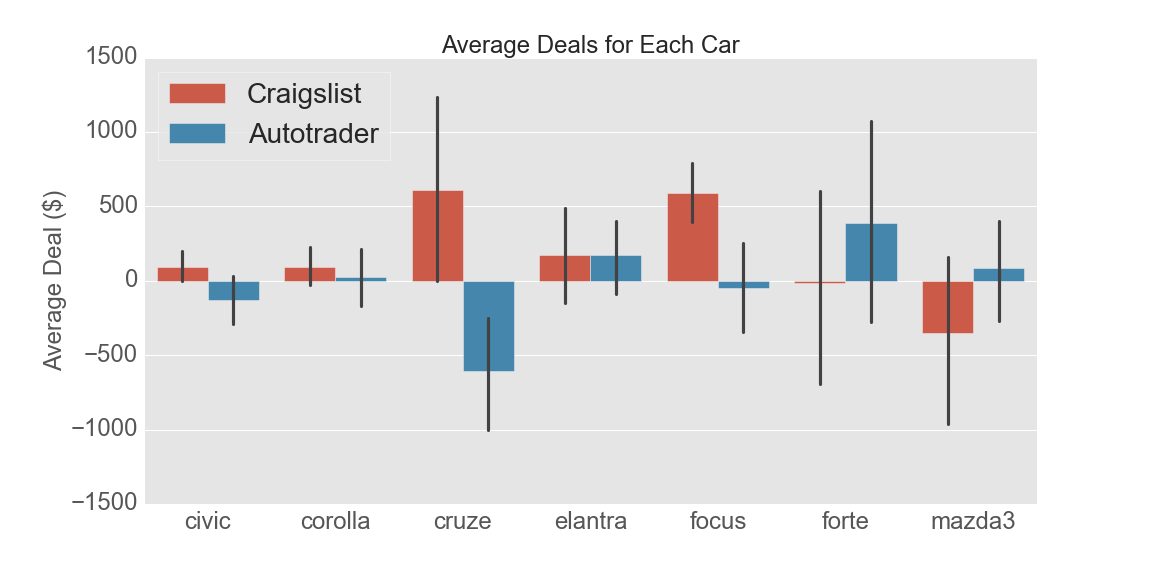 Average Deals for Each Car
Craigslist
Autotrader
Average Deal ($)
1500
1000
500
0
−500
−1000
−1500
civic corolla cruze elantra focus forte mazda3